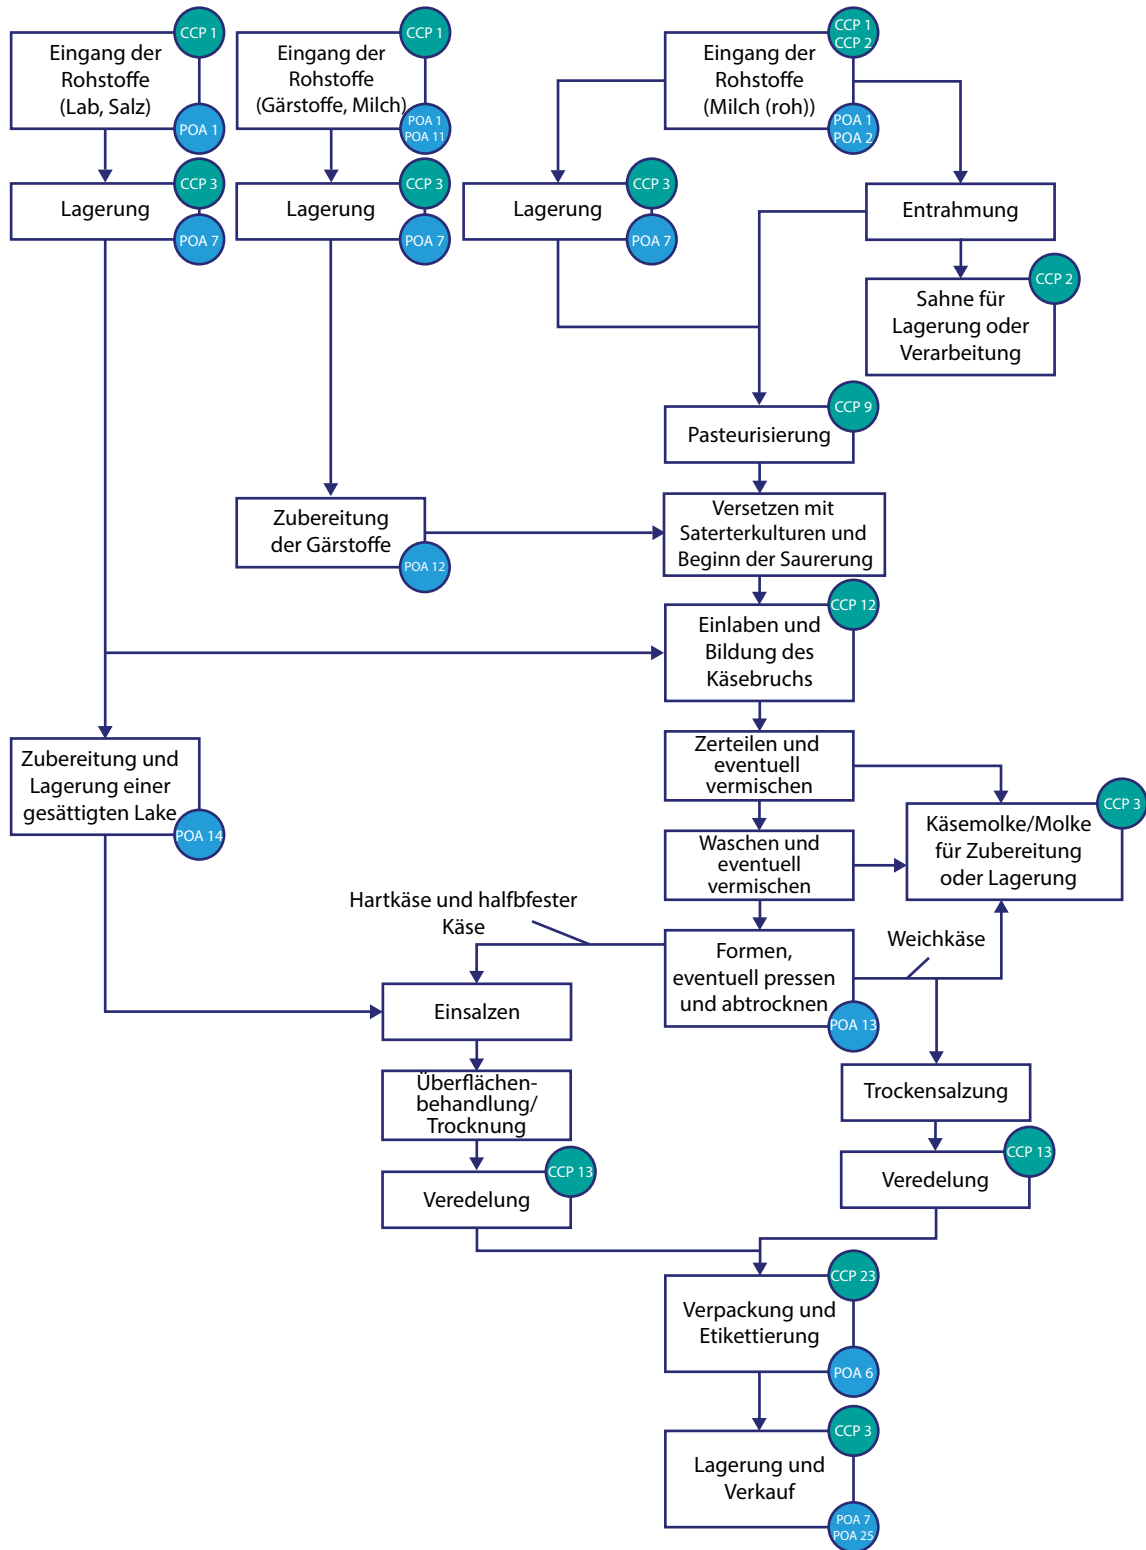 CCP 1
Eingang der
Rohstoffe
(Lab, Salz)
POA 1
CCP 1
Eingang der
Rohstoffe
(Gärstoffe, Milch)
POA 1
POA 11
CCP 1
CCP 2
Eingang der
Rohstoffe
(Milch (roh))
POA 1
POA 2
CCP 3
Lagerung
POA 7
CCP 3
Lagerung
POA 7
CCP 3
Lagerung
POA 7
Entrahmung
CCP 2
Sahne für
Lagerung oder
Verarbeitung
CCP 9
Pasteurisierung
Zubereitung
der Gärstoffe
POA 12
Versetzen mit
Saterterkulturen und
Beginn der Saurerung
CCP 12
Einlaben und
Bildung des
Käsebruchs
Zubereitung und
Lagerung einer
gesättigten Lake
POA 14
Zerteilen und
eventuell
vermischen
CCP 3
Käsemolke/Molke
für Zubereitung
oder Lagerung
Waschen und
eventuell
vermischen
Hartkäse und halfbfester
Käse
Formen,
eventuell pressen
und abtrocknen
POA 13
Weichkäse
Einsalzen
Überflächen-
behandlung/
Trocknung
Trockensalzung
CCP 13
Veredelung
CCP 13
Veredelung
CCP 23
Verpackung und
Etikettierung
POA 6
CCP 3
Lagerung und
Verkauf
POA 7
POA 25